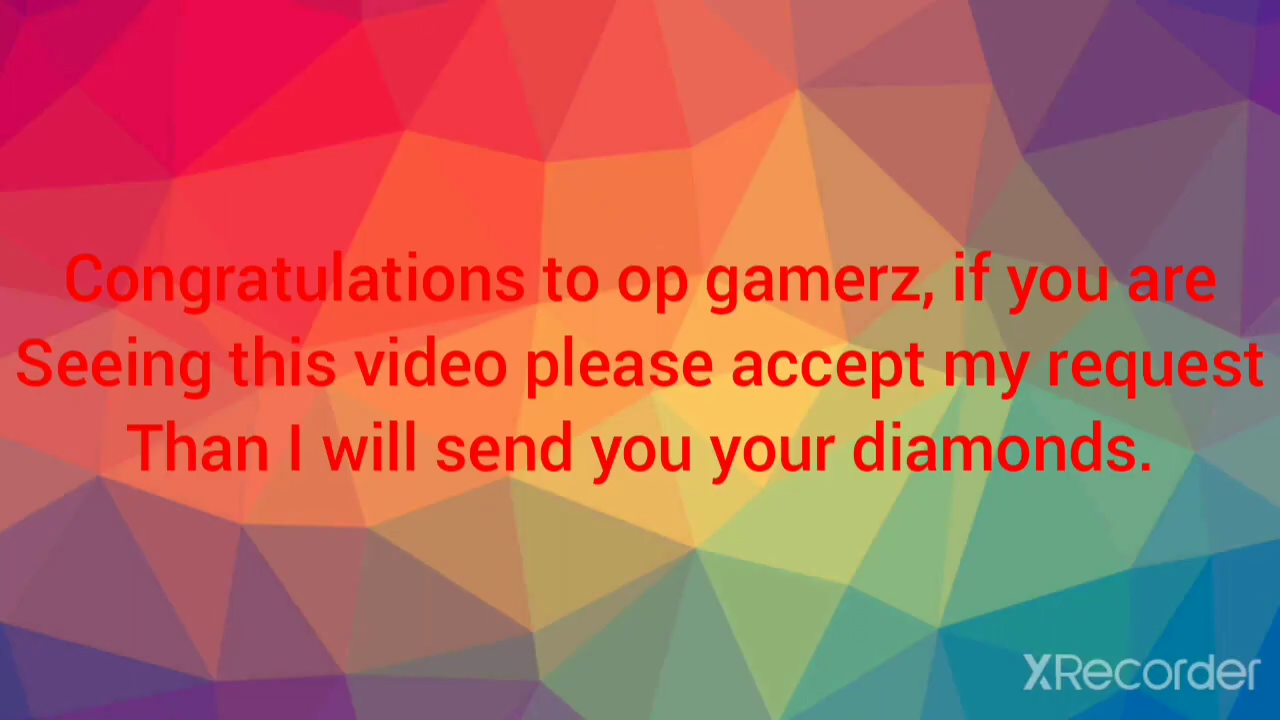 Congratulations to op gamerz, if you are
Seeing this video please accept my request
Than I will send you your diamonds.
XRecorder